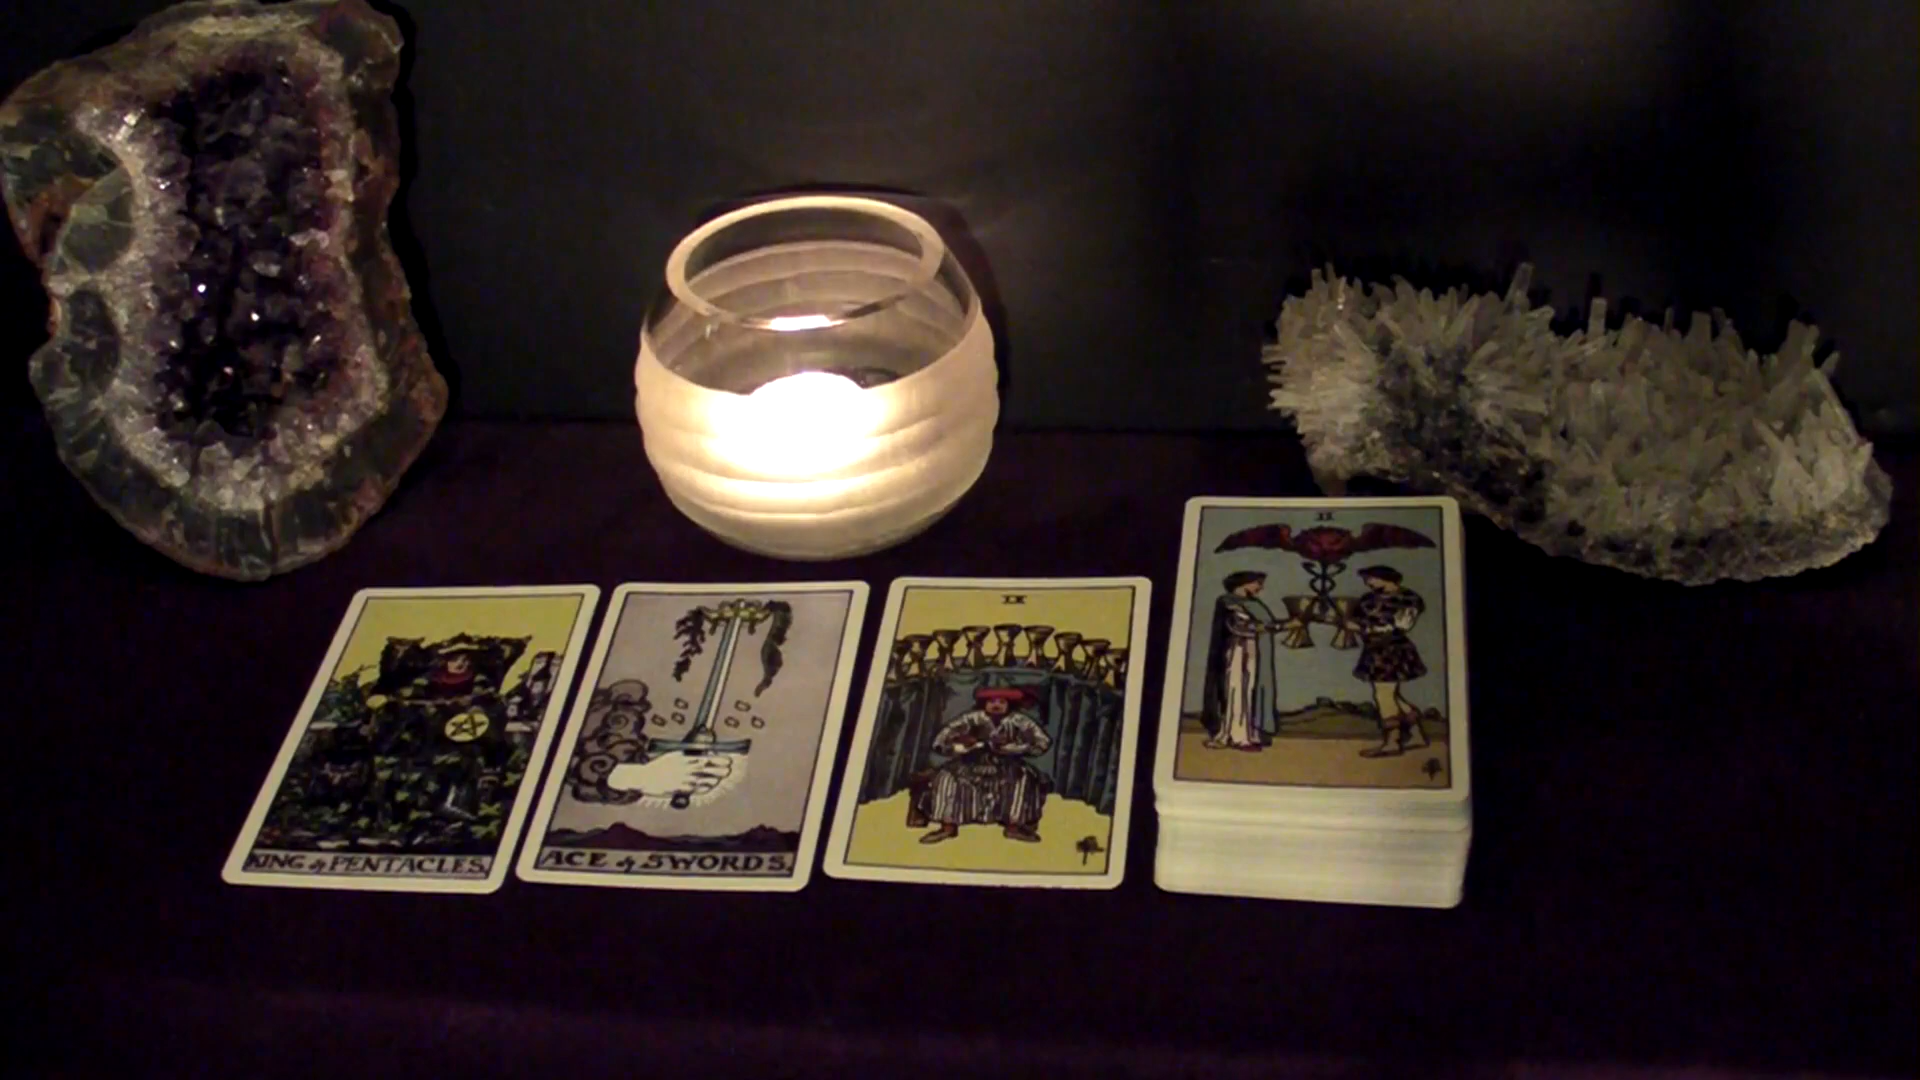 KING of PENTACLES.
ACE of SWORDS.
IX
II